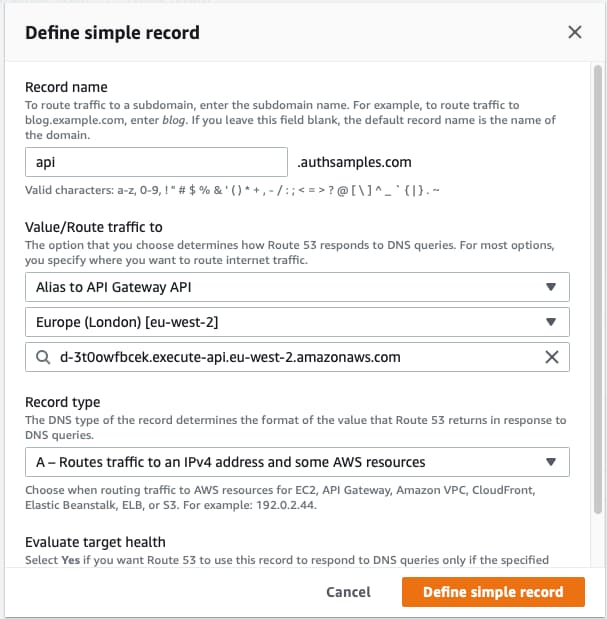 Define simple record
Record name
To route traffic to a subdomain, enter the subdomain name. For example, to route traffic to
blog.example.com, enter blog. If you leave this field blank, the default record name is the name of
the domain.
api .authsamples.com
Valid characters: a-z, 0-9, ! " # $ % & ' ( ) * + , - / : ; < = > ? @ [ \ ] ^ _ ` { | } . ~
Value/Route traffic to
The option that you choose determines how Route 53 responds to DNS queries. For most options,
you specify where you want to route internet traffic.
Alias to API Gateway API
Europe (London) [eu-west-2]
d-3t0owfbcek.execute-api.eu-west-2.amazonaws.com
Record type
The DNS type of the record determines the format of the value that Route 53 returns in response to
DNS queries.
A – Routes traffic to an IPv4 address and some AWS resources
Choose when routing traffic to AWS resources for EC2, API Gateway, Amazon VPC, CloudFront,
Elastic Beanstalk, ELB, or S3. For example: 192.0.2.44.
Evaluate target health
Select Yes if you want Route 53 to use this record to respond to DNS queries only if the specified
Cancel Define simple record